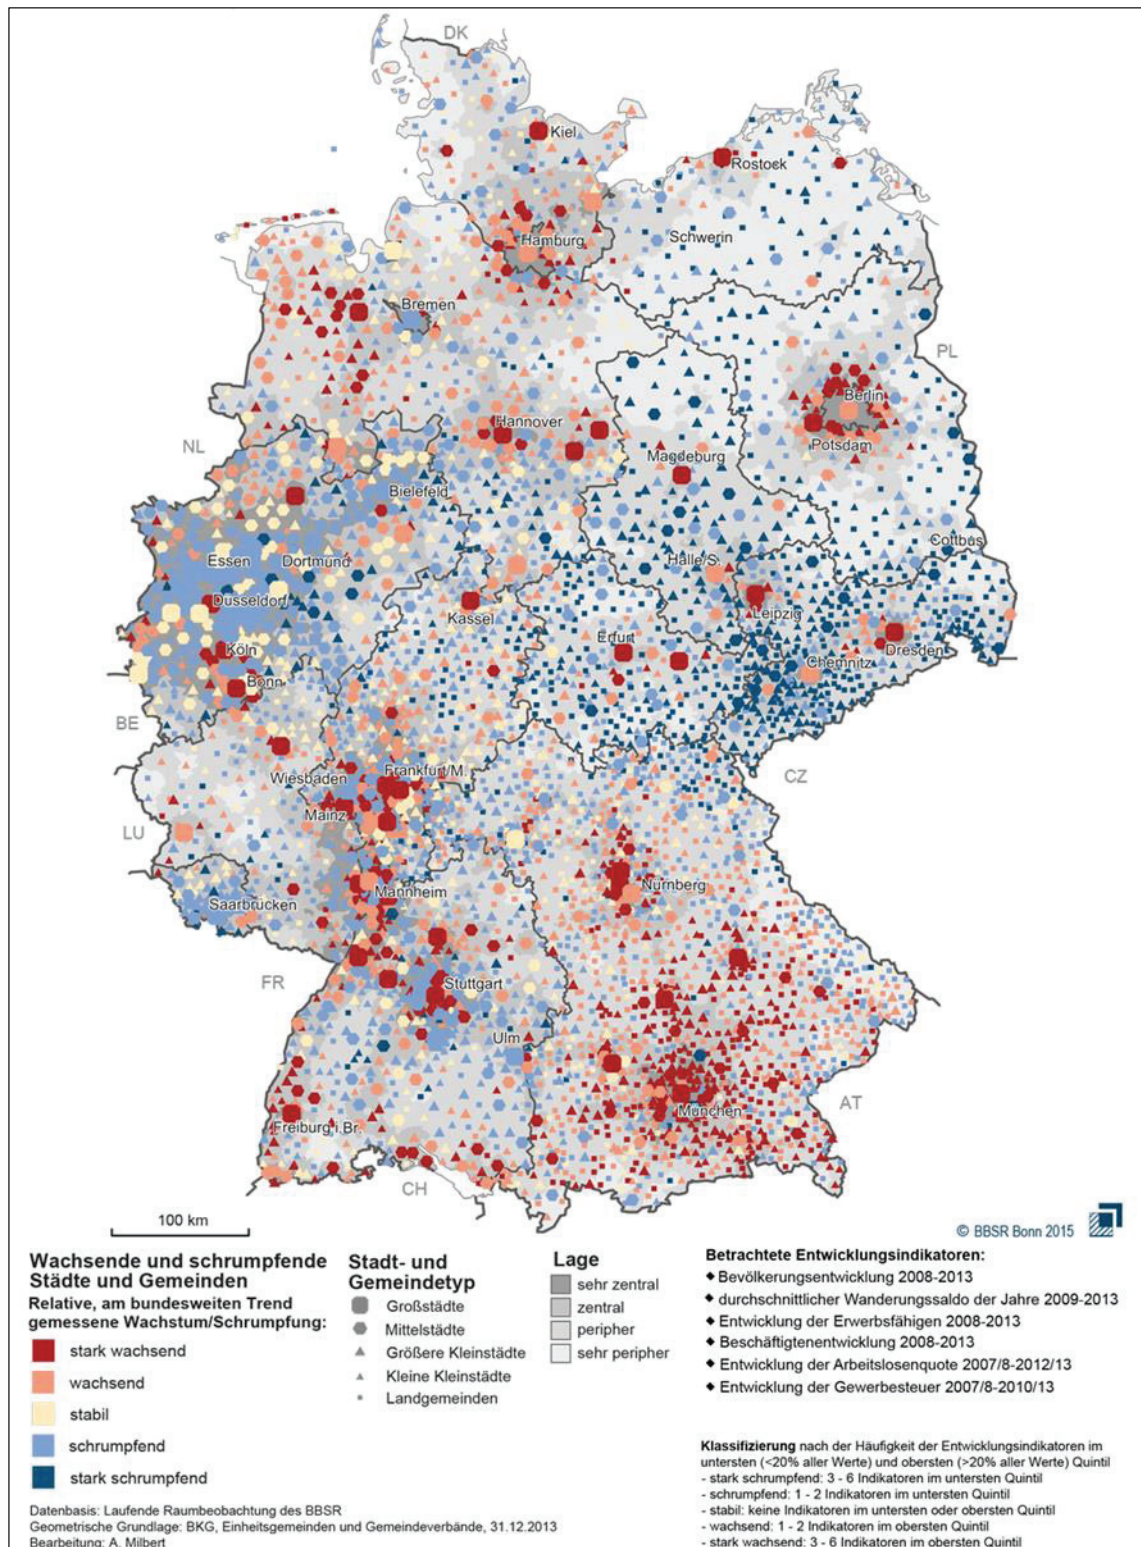 DK
Kiel
Rostock
Hamburg
Schwerin
Bremen
PL
Berlin
Hannover
Potsdam
NL
Magdeburg
Bielefeld
Cottbus
Essen
Dortmund
Halle/S.
Düsseldorf
Kassel
Leipzig
Erfurt
Köln
Dresden
Chemnitz
Bonn
BE
CZ
Wiesbaden
Frankfurt/M.
Mainz
LU
Mannheim
Nürnberg
Saarbrücken
FR
Stuttgart
Ulm
AT
München
Freiburg i.Br.
CH
100 km
© BBSR Bonn 2015
Wachsende und schrumpfende
Städte und Gemeinden
Relative, am bundesweiten Trend
gemessene Wachstum/Schrumpfung:
stark wachsend
wachsend
stabil
schrumpfend
stark schrumpfend
Stadt- und
Gemeindetyp
Großstädte
Mittelstädte
Größere Kleinstädte
Kleine Kleinstädte
Landgemeinden
Lage
sehr zentral
zentral
peripher
sehr peripher
Betrachtete Entwicklungsindikatoren:
◆ Bevölkerungsentwicklung 2008-2013
◆ durchschnittlicher Wanderungssaldo der Jahre 2009-2013
◆ Entwicklung der Erwerbsfähigen 2008-2013
◆ Beschäftigtenentwicklung 2008-2013
◆ Entwicklung der Arbeitslosenquote 2007/8-2012/13
◆ Entwicklung der Gewerbesteuer 2007/8-2010/13
Klassifizierung nach der Häufigkeit der Entwicklungsindikatoren im
untersten (<20% aller Werte) und obersten (>20% aller Werte) Quintil
- stark schrumpfend: 3 - 6 Indikatoren im untersten Quintil
- schrumpfend: 1 - 2 Indikatoren im untersten Quintil
- stabil: keine Indikatoren im untersten oder obersten Quintil
- wachsend: 1 - 2 Indikatoren im obersten Quintil
- stark wachsend: 3 - 6 Indikatoren im obersten Quintil
Datenbasis: Laufende Raumbeobachtung des BBSR
Geometrische Grundlage: BKG, Einheitsgemeinden und Gemeindeverbände, 31.12.2013
Bearbeitung: A. Milbert